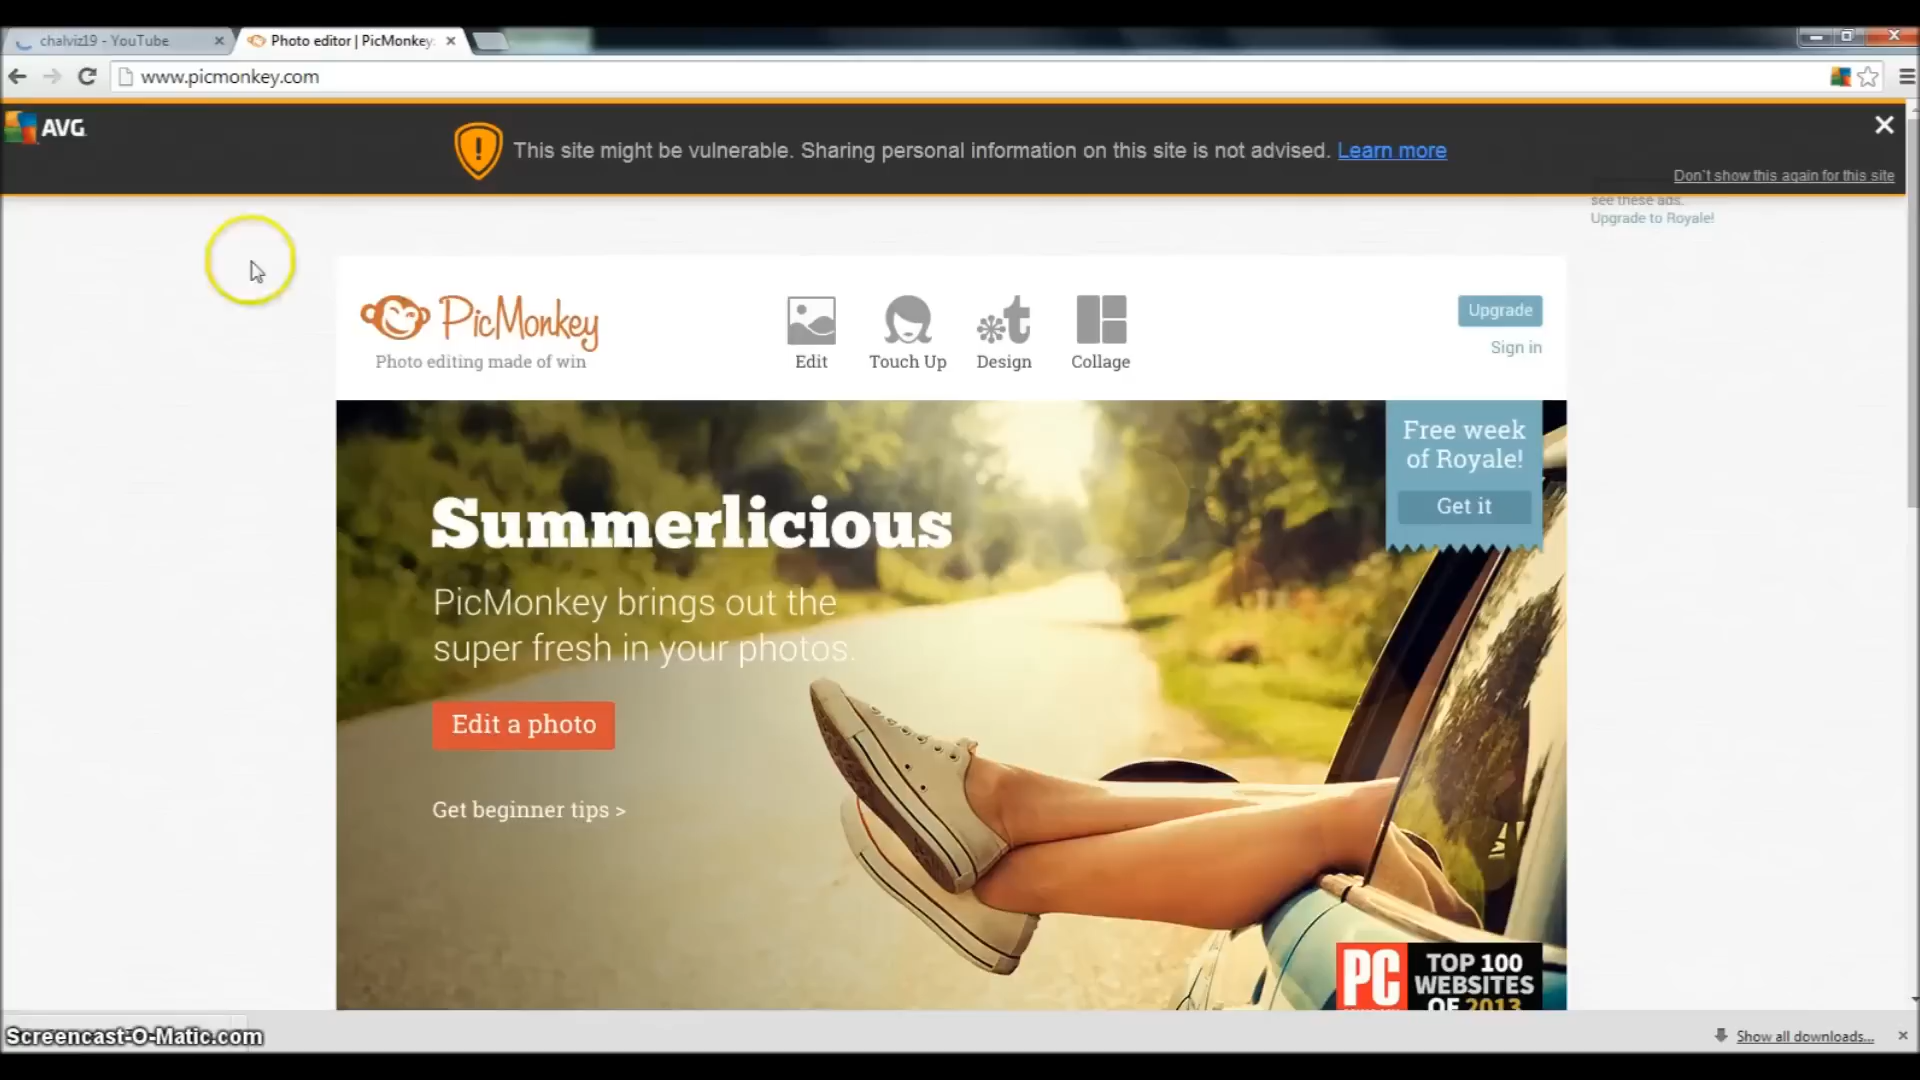 chalviz19 - YouTube
Photo editor | PicMonkey:
www.picmonkey.com
AVG
This site might be vulnerable. Sharing personal information on this site is not advised. Learn more
Don't show this again for this site
see these ads.
Upgrade to Royale!
PicMonkey
Photo editing made of win
Edit
Touch Up
Design
Collage
Upgrade
Sign in
Free week
of Royale!
Get it
Summerlicious
PicMonkey brings out the
super fresh in your photos.
Edit a photo
Get beginner tips >
PC
TOP 100
WEBSITES
OF 2013
Screencast-O-Matic.com
Show all downloads...